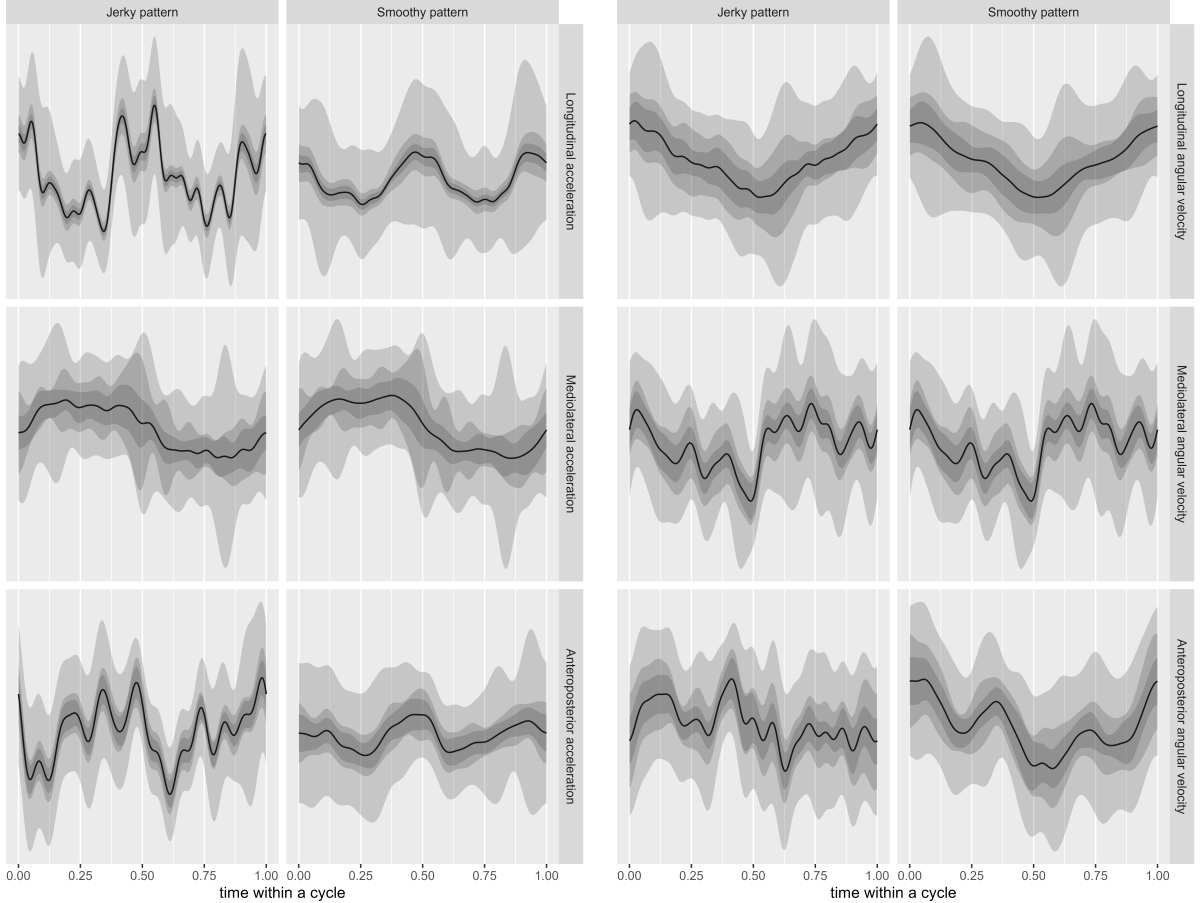 Jerky pattern
Smoothy pattern
Jerky pattern
Smoothy pattern
Longitudinal acceleration
Longitudinal angular velocity
Mediolateral acceleration
Mediolateral angular velocity
Anteroposterior acceleration
Anteroposterior angular velocity
0.00 0.25 0.50 0.75 1.00
0.00 0.25 0.50 0.75 1.00
0.00 0.25 0.50 0.75 1.00
0.00 0.25 0.50 0.75 1.00
time within a cycle
time within a cycle